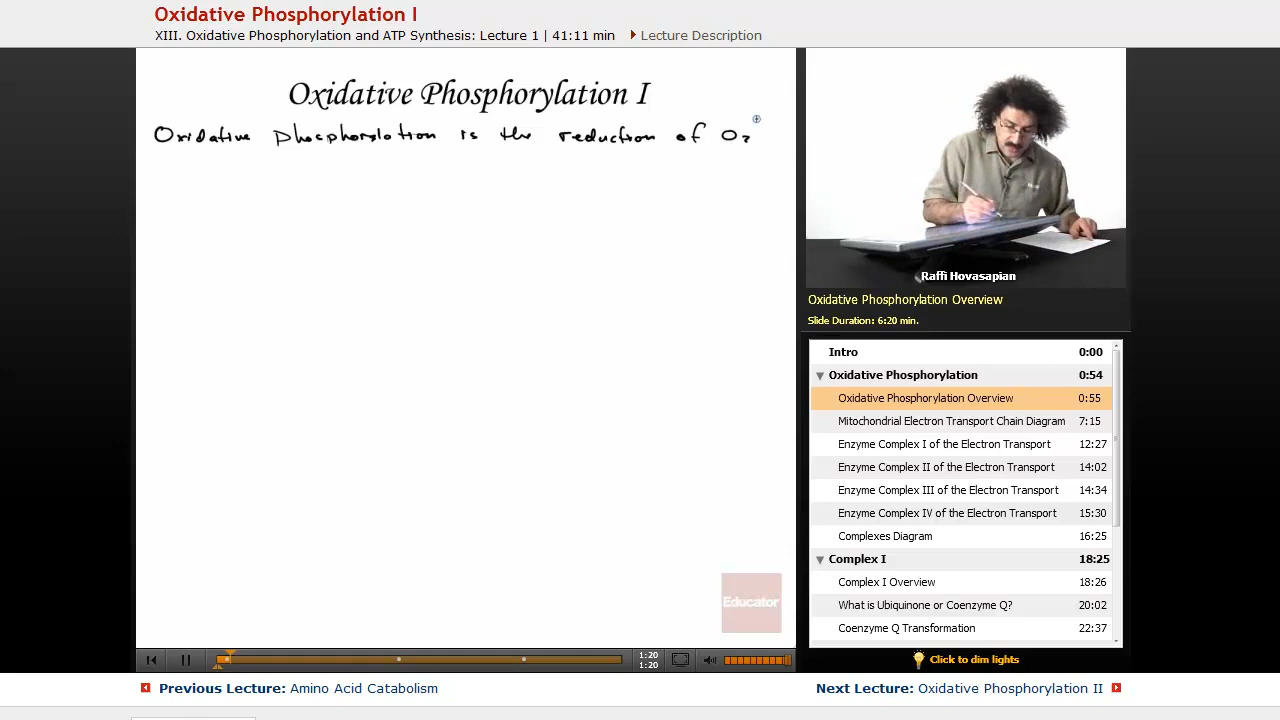 Oxidative Phosphorylation I
XIII. Oxidative Phosphorylation and ATP Synthesis: Lecture 1 | 41:11 min
Lecture Description
Oxidative Phosphorylation I
Oxidative phosphorylation is the reduction of O2
Raffi Hovasapian
Oxidative Phosphorylation Overview
Slide Duration: 6:20 min.
Intro 0:00
Oxidative Phosphorylation 0:54
Oxidative Phosphorylation Overview 0:55
Mitochondrial Electron Transport Chain Diagram 7:15
Enzyme Complex I of the Electron Transport 12:27
Enzyme Complex II of the Electron Transport 14:02
Enzyme Complex III of the Electron Transport 14:34
Enzyme Complex IV of the Electron Transport 15:30
Complexes Diagram 16:25
Complex I 18:25
Complex I Overview 18:26
What is Ubiquinone or Coenzyme Q? 20:02
Coenzyme Q Transformation 22:37
Educator
1:20
1:20
Click to dim lights
Previous Lecture: Amino Acid Catabolism
Next Lecture: Oxidative Phosphorylation II